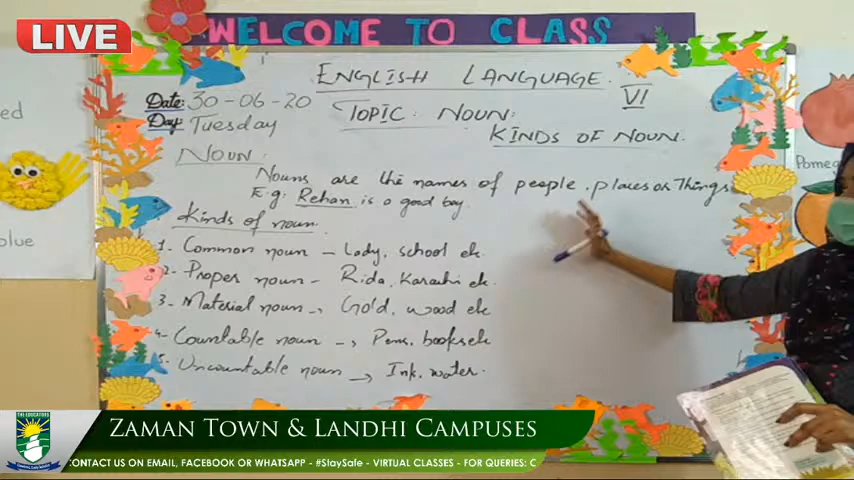 WELCOME TO CLASS
LIVE
ENGLISH LANGUAGE.
VI
Date: 30-06-20
Day: Tuesday
TOPIC: NOUN:
KINDS OF NOUN.
NOUN.
Nouns are the names of people, places or Things
E.g: Rehan is a good boy.
Kinds of noun.
1- Common noun - Lady, school etc.
2- Proper noun - Rida, Karachi etc.
3- Material noun -> Gold, wood etc
4- Countable noun -> Pens, books etc
5- Uncountable noun -> Ink, water.
ed
olue
Pomeg
THE EDUCATORS
ZAMAN TOWN & LANDHI CAMPUSES
CONTACT US ON EMAIL, FACEBOOK OR WHATSAPP - #StaySafe - VIRTUAL CLASSES - FOR QUERIES: C